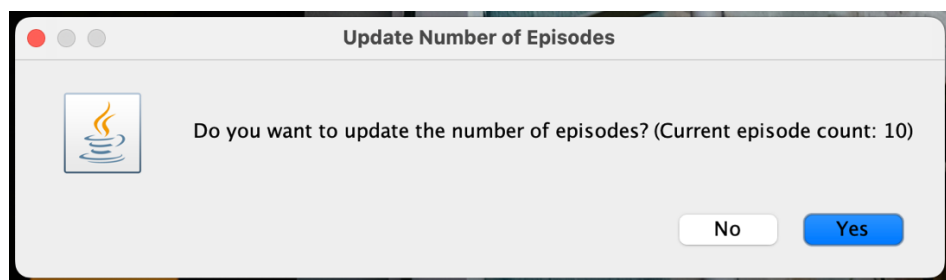 Update Number of Episodes
Do you want to update the number of episodes? (Current episode count: 10)
No
Yes